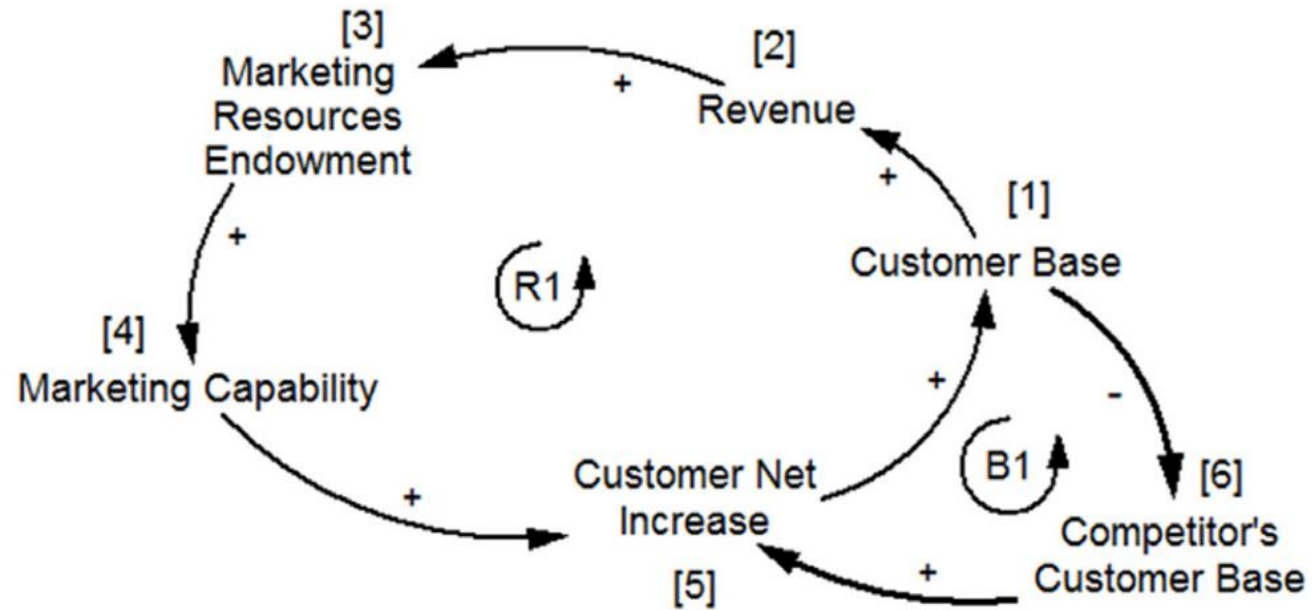 [3]
Marketing
Resources
Endowment
+
[2]
Revenue
+
[1]
Customer Base
+
R1
[4]
Marketing Capability
+
+
-
B1
Customer Net
Increase
[5]
[6]
Competitor's
Customer Base
+